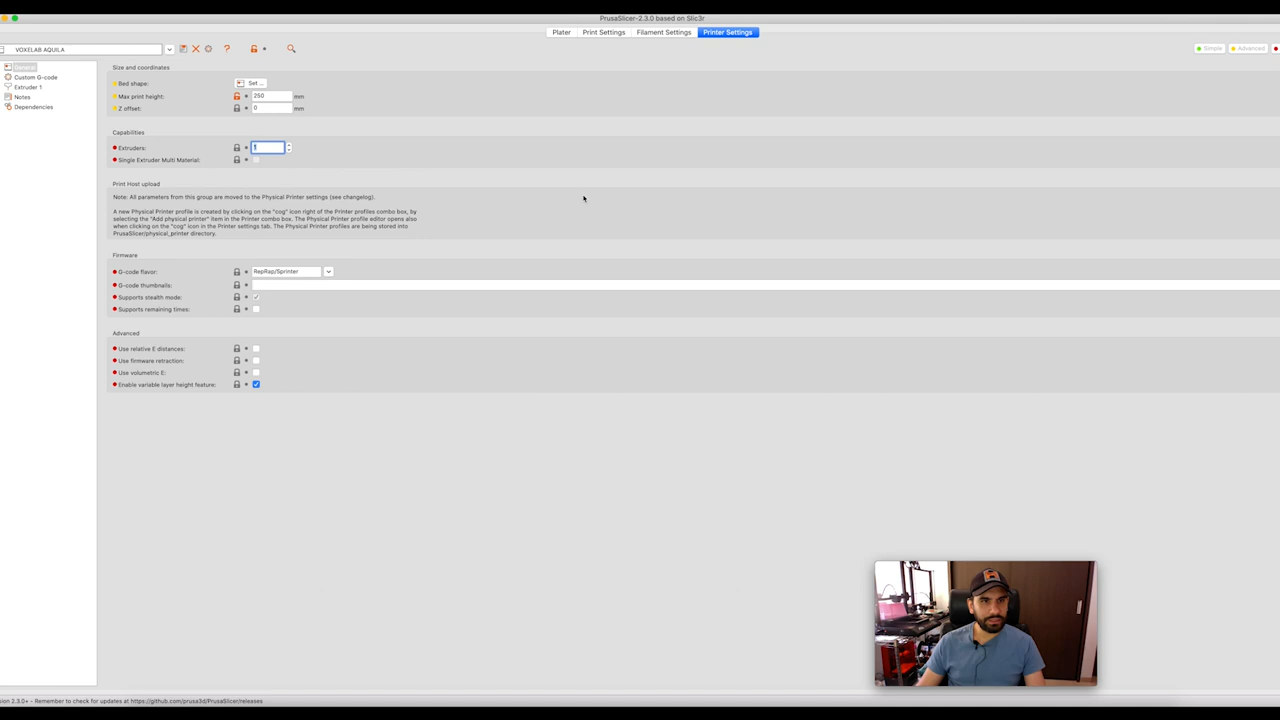 PrusaSlicer-2.3.0 based on Slic3r
Plater Print Settings Filament Settings Printer Settings
VOXELAB AQUILA
Simple Advanced
General
Custom G-code
Extruder 1
Notes
Dependencies
Size and coordinates
Bed shape: Set ...
Max print height: 250 mm
Z offset: 0 mm
Capabilities
Extruders: 1
Single Extruder Multi Material:
Print Host upload
Note: All parameters from this group are moved to the Physical Printer settings (see changelog).
A new Physical Printer profile is created by clicking on the "cog" icon right of the Printer profiles combo box, by
selecting the "Add physical printer" item in the Printer combo box. The Physical Printer profile editor opens also
when clicking on the "cog" icon in the Printer settings tab. The Physical Printer profiles are being stored into
PrusaSlicer/physical_printer directory.
Firmware
G-code flavor: RepRap/Sprinter
G-code thumbnails:
Supports stealth mode:
Supports remaining times:
Advanced
Use relative E distances:
Use firmware retraction:
Use volumetric E:
Enable variable layer height feature:
sion 2.3.0+ - Remember to check for updates at https://github.com/prusa3d/PrusaSlicer/releases